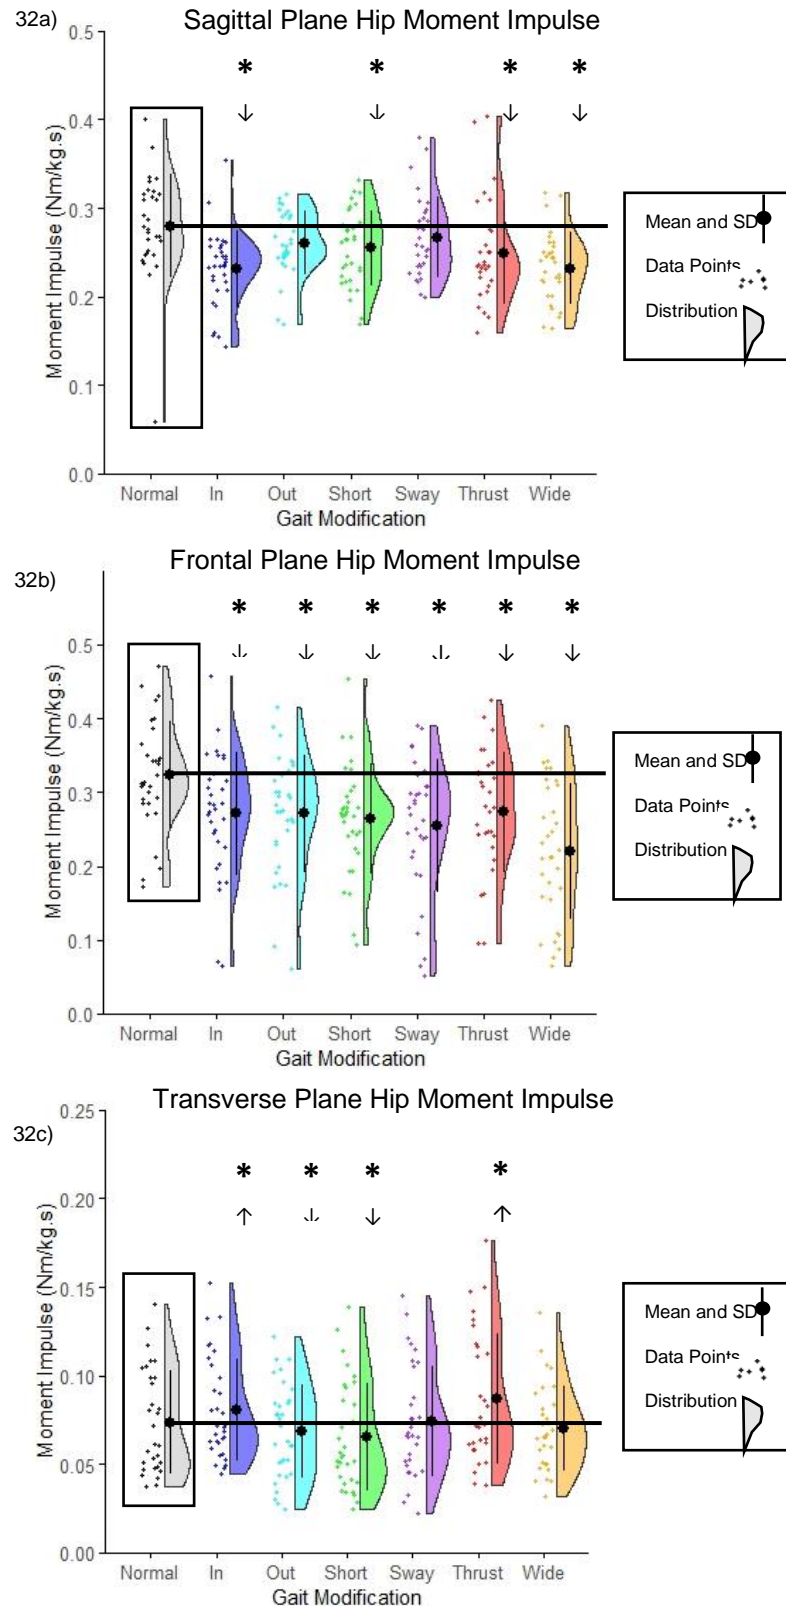 32a)
Sagittal Plane Hip Moment Impulse
0.5
* * * *
↓ ↓ ↓ ↓
0.4
0.3
0.2
0.1
0.0
Moment Impulse (Nm/kg.s)
Mean and SD
Data Points
Distribution
Normal In Out Short Sway Thrust Wide
Gait Modification
32b)
Frontal Plane Hip Moment Impulse
* * * * * *
↓ ↓ ↓ ↓ ↓ ↓
0.5
0.4
0.3
0.2
0.1
0.0
Moment Impulse (Nm/kg.s)
Mean and SD
Data Points
Distribution
Normal In Out Short Sway Thrust Wide
Gait Modification
32c)
Transverse Plane Hip Moment Impulse
0.25
* * * *
↑ ↓ ↓ ↑
0.20
0.15
0.10
0.05
0.00
Moment Impulse (Nm/kg.s)
Mean and SD
Data Points
Distribution
Normal In Out Short Sway Thrust Wide
Gait Modification